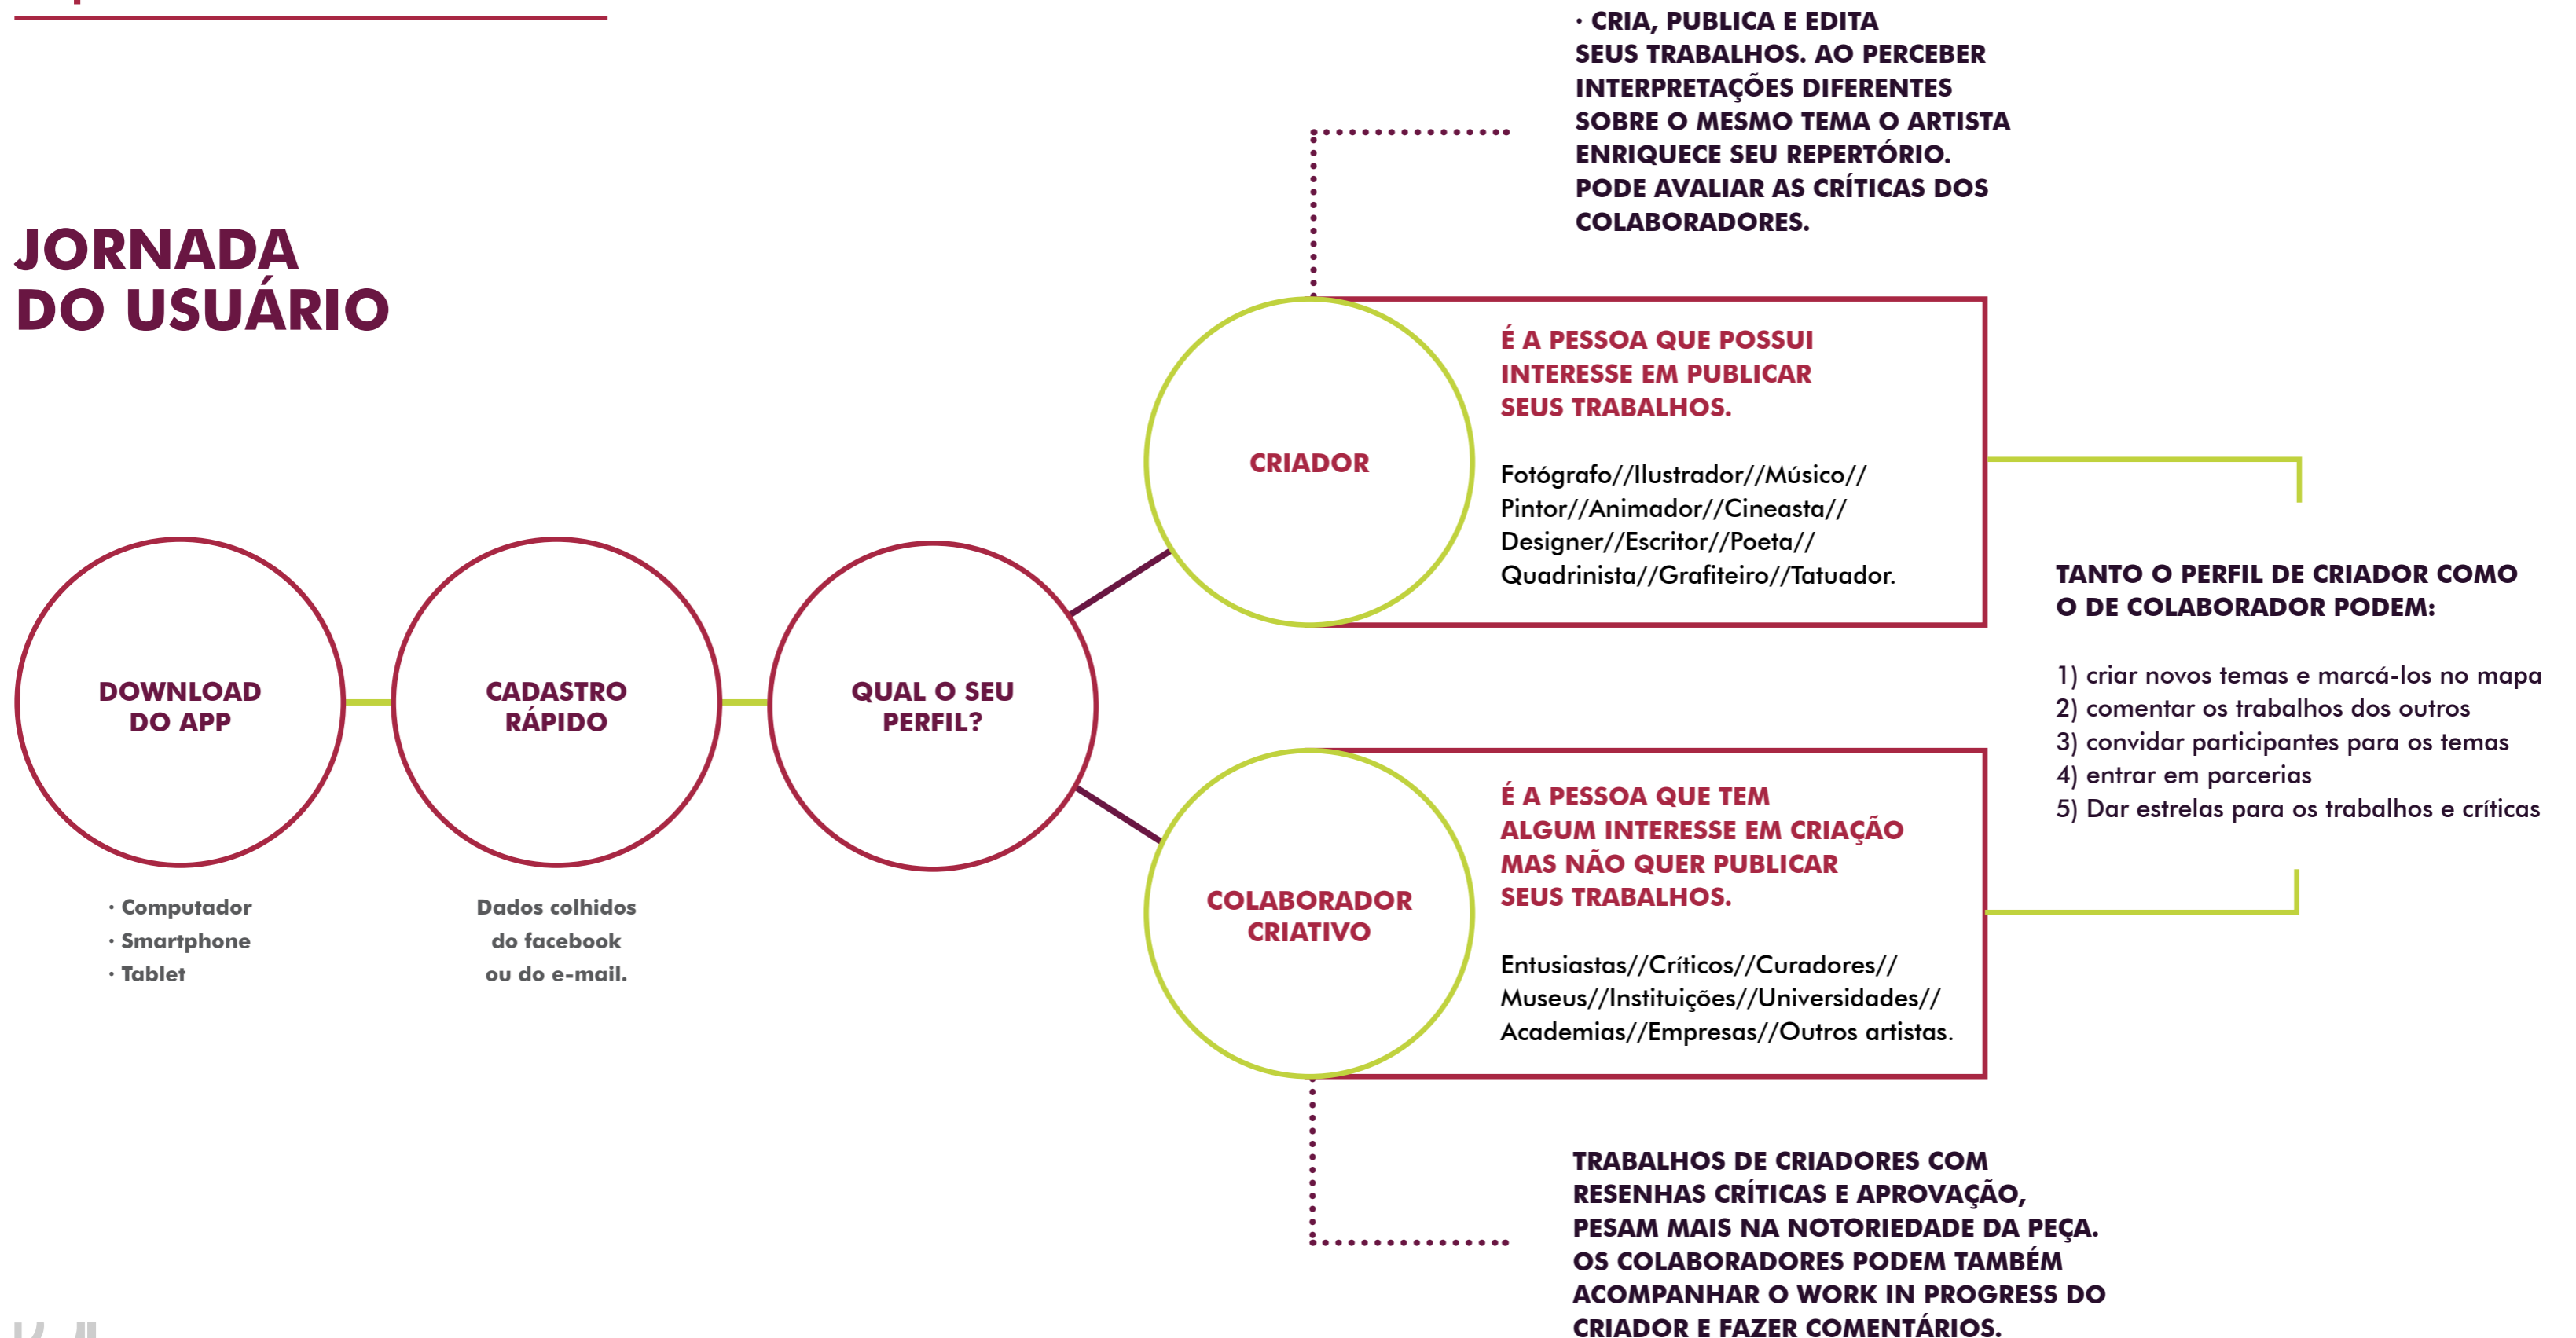 · CRIA, PUBLICA E EDITA
SEUS TRABALHOS. AO PERCEBER
INTERPRETAÇÕES DIFERENTES
SOBRE O MESMO TEMA O ARTISTA
ENRIQUECE SEU REPERTÓRIO.
PODE AVALIAR AS CRÍTICAS DOS
COLABORADORES.
JORNADA
DO USUÁRIO
DOWNLOAD
DO APP
· Computador
· Smartphone
· Tablet
CADASTRO
RÁPIDO
Dados colhidos
do facebook
ou do e-mail.
QUAL O SEU
PERFIL?
CRIADOR
É A PESSOA QUE POSSUI
INTERESSE EM PUBLICAR
SEUS TRABALHOS.
Fotógrafo//Ilustrador//Músico//
Pintor//Animador//Cineasta//
Designer//Escritor//Poeta//
Quadrinista//Grafiteiro//Tatuador.
COLABORADOR
CRIATIVO
É A PESSOA QUE TEM
ALGUM INTERESSE EM CRIAÇÃO
MAS NÃO QUER PUBLICAR
SEUS TRABALHOS.
Entusiastas//Críticos//Curadores//
Museus//Instituições//Universidades//
Academias//Empresas//Outros artistas.
TANTO O PERFIL DE CRIADOR COMO
O DE COLABORADOR PODEM:
1) criar novos temas e marcá-los no mapa
2) comentar os trabalhos dos outros
3) convidar participantes para os temas
4) entrar em parcerias
5) Dar estrelas para os trabalhos e críticas
TRABALHOS DE CRIADORES COM
RESENHAS CRÍTICAS E APROVAÇÃO,
PESAM MAIS NA NOTORIEDADE DA PEÇA.
OS COLABORADORES PODEM TAMBÉM
ACOMPANHAR O WORK IN PROGRESS DO
CRIADOR E FAZER COMENTÁRIOS.